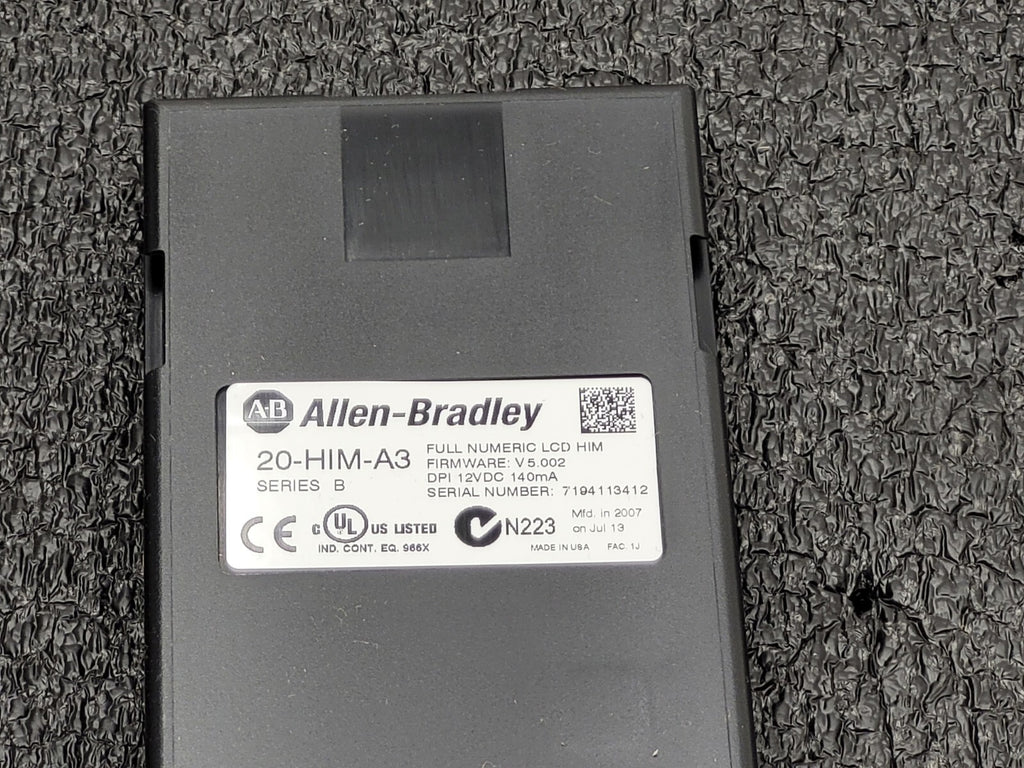 A-B Allen-Bradley
20-HIM-A3
SERIES B
FULL NUMERIC LCD HIM
FIRMWARE: V 5.002
DPI 12VDC 140mA
SERIAL NUMBER: 7194113412
CE
C UL US LISTED
IND. CONT. EQ. 966X
N223
Mfd. in 2007
on Jul 13
MADE IN USA FAC. 1J